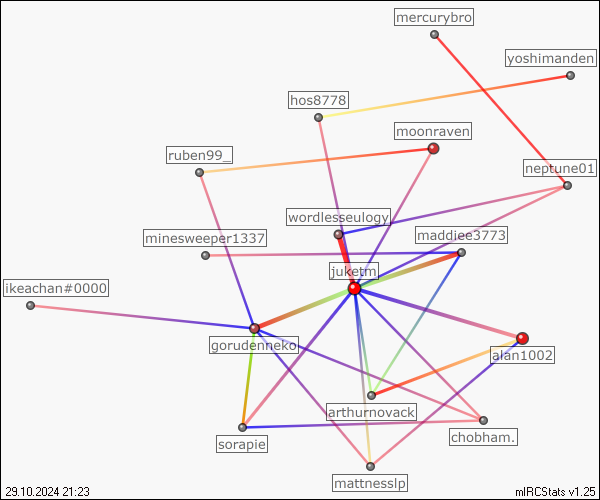 mercurybro
yoshimanden
hos8778
moonraven
ruben99_
neptune01
wordlesseulogy
minesweeper1337
maddjee3773
juketm
ikeachan#0000
gorudenneko
alan1002
arthurnovack
chobham.
sorapie
mattnesslp
29.10.2024 21:23
mIRCStats v1.25